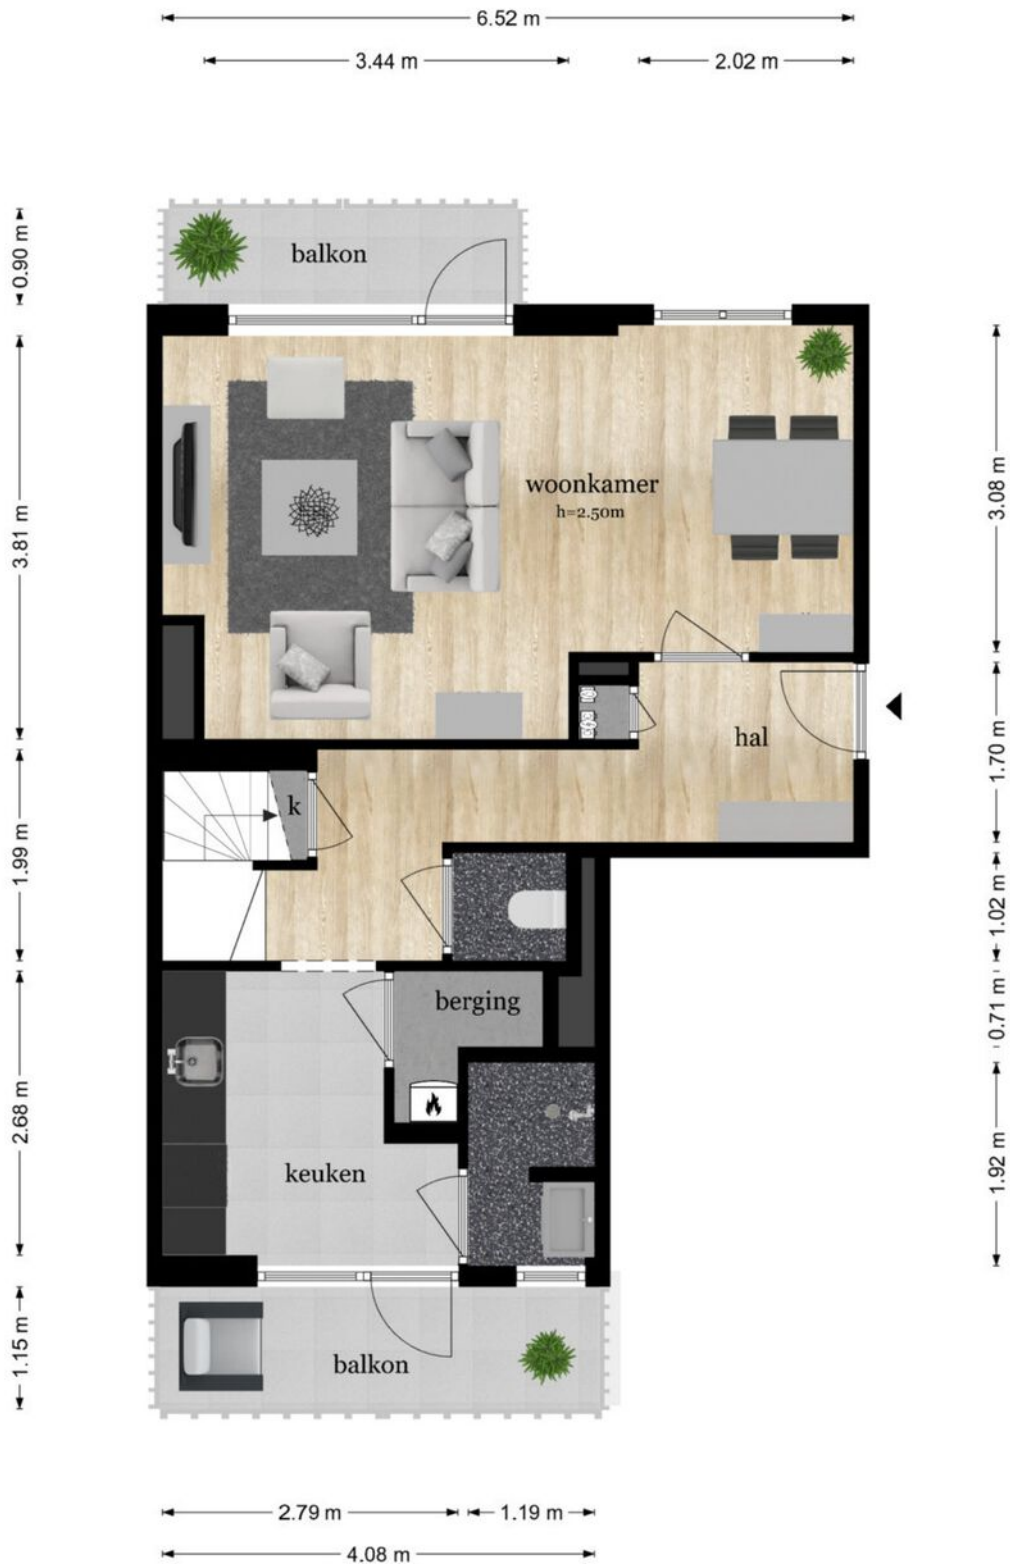 6.52 m
3.44 m
2.02 m
0.90 m
balkon
3.81 m
woonkamer
h=2.50m
3.08 m
hal
1.70 m
k
1.99 m
1.02 m
berging
0.71 m
2.68 m
keuken
1.92 m
1.15 m
balkon
2.79 m
1.19 m
4.08 m